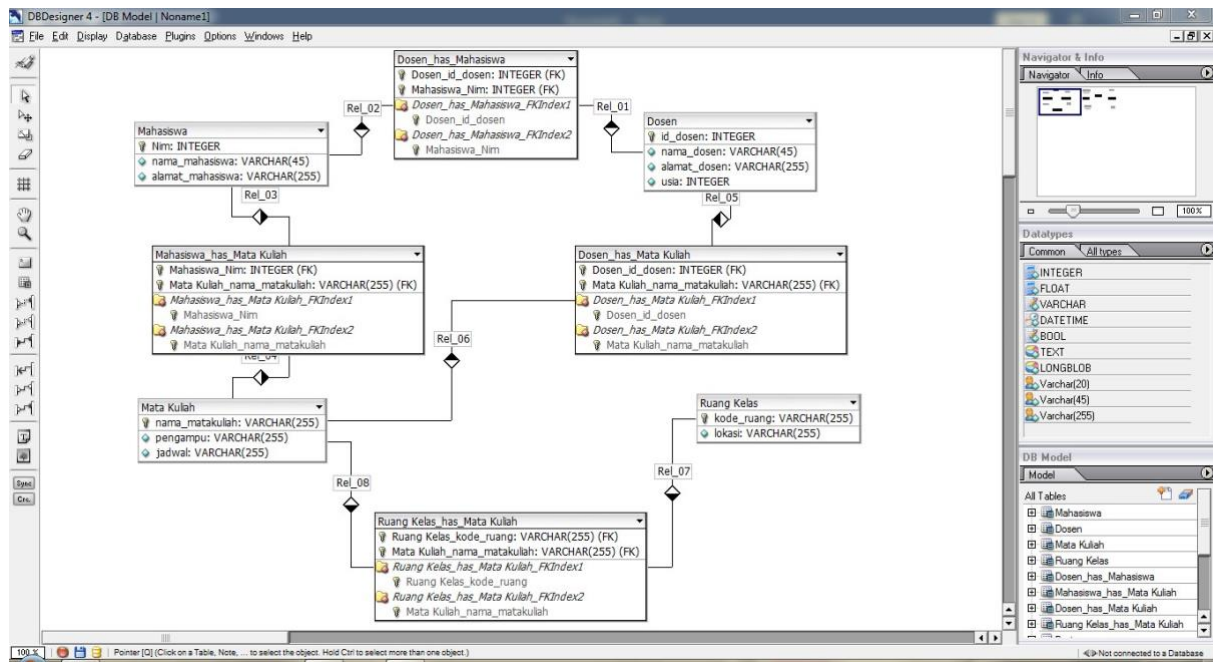 DBDesigner 4 - [DB Model | Noname1]
File Edit Display Database Plugins Options Windows Help
Dosen_has_Mahasiswa
Dosen_id_dosen: INTEGER (FK)
Mahasiswa_Nim: INTEGER (FK)
Dosen_has_Mahasiswa_FKIndex1
Dosen_id_dosen
Dosen_has_Mahasiswa_FKIndex2
Mahasiswa_Nim
Rel_02
Rel_01
Mahasiswa
Nim: INTEGER
nama_mahasiswa: VARCHAR(45)
alamat_mahasiswa: VARCHAR(255)
Dosen
id_dosen: INTEGER
nama_dosen: VARCHAR(45)
alamat_dosen: VARCHAR(255)
usia: INTEGER
Rel_03
Rel_05
Mahasiswa_has_Mata Kuliah
Mahasiswa_Nim: INTEGER (FK)
Mata Kuliah_nama_matakuliah: VARCHAR(255) (FK)
Mahasiswa_has_Mata Kuliah_FKIndex1
Mahasiswa_Nim
Mahasiswa_has_Mata Kuliah_FKIndex2
Mata Kuliah_nama_matakuliah
Dosen_has_Mata Kuliah
Dosen_id_dosen: INTEGER (FK)
Mata Kuliah_nama_matakuliah: VARCHAR(255) (FK)
Dosen_has_Mata Kuliah_FKIndex1
Dosen_id_dosen
Dosen_has_Mata Kuliah_FKIndex2
Mata Kuliah_nama_matakuliah
Rel_06
Rel_04
Mata Kuliah
nama_matakuliah: VARCHAR(255)
pengampu: VARCHAR(255)
jadwal: VARCHAR(255)
Ruang Kelas
kode_ruang: VARCHAR(255)
lokasi: VARCHAR(255)
Rel_08
Rel_07
Ruang Kelas_has_Mata Kuliah
Ruang Kelas_kode_ruang: VARCHAR(255) (FK)
Mata Kuliah_nama_matakuliah: VARCHAR(255) (FK)
Ruang Kelas_has_Mata Kuliah_FKIndex1
Ruang Kelas_kode_ruang
Ruang Kelas_has_Mata Kuliah_FKIndex2
Mata Kuliah_nama_matakuliah
Sync
Navigator & Info
Navigator Info
100%
Datatypes
Common All types
INTEGER
FLOAT
VARCHAR
DATETIME
BOOL
TEXT
LONGBLOB
Varchar(20)
Varchar(45)
Varchar(255)
DB Model
Model
All Tables
Mahasiswa
Dosen
Mata Kuliah
Ruang Kelas
Dosen_has_Mahasiswa
Mahasiswa_has_Mata Kuliah
Dosen_has_Mata Kuliah
Ruang Kelas_has_Mata Kuliah
100 % Pointer [Q] (Click on a Table, Note, ... to select the object. Hold Ctrl to select more than one object.)
Not connected to a Database